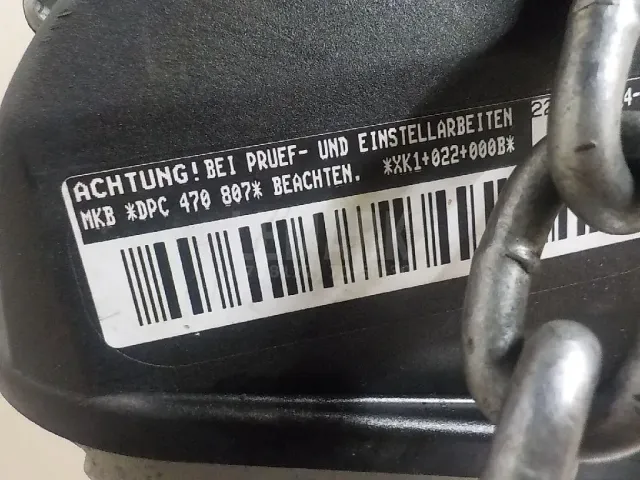 ACHTUNG! BEI PRUEF- UND EINSTELLARBEITEN
MKB *DPC 470 807* BEACHTEN. *XK1+022+000B*